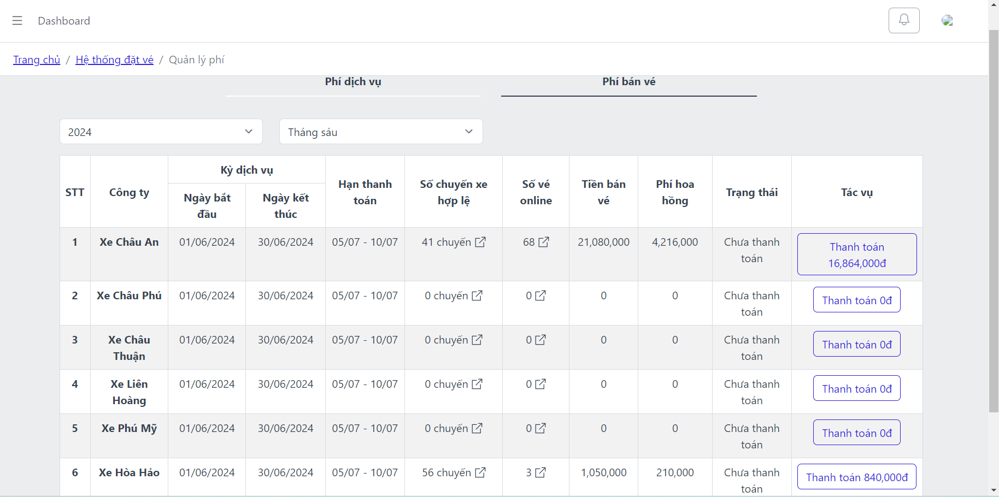 Dashboard
Trang chủ / Hệ thống đặt vé / Quản lý phí
Phí dịch vụ
Phí bán vé
2024
Tháng sáu
STT
Công ty
Kỳ dịch vụ
Ngày bắt
đầu
Ngày kết
thúc
Hạn thanh
toán
Số chuyến xe
hợp lệ
Số vé
online
Tiền bán
vé
Phí hoa
hồng
Trạng thái
Tác vụ
1
Xe Châu An
01/06/2024
30/06/2024
05/07 - 10/07
41 chuyến
68
21,080,000
4,216,000
Chưa thanh
toán
Thanh toán
16,864,000đ
2
Xe Châu Phú
01/06/2024
30/06/2024
05/07 - 10/07
0 chuyến
0
0
0
Chưa thanh
toán
Thanh toán 0đ
3
Xe Châu
Thuận
01/06/2024
30/06/2024
05/07 - 10/07
0 chuyến
0
0
0
Chưa thanh
toán
Thanh toán 0đ
4
Xe Liên
Hoàng
01/06/2024
30/06/2024
05/07 - 10/07
0 chuyến
0
0
0
Chưa thanh
toán
Thanh toán 0đ
5
Xe Phú Mỹ
01/06/2024
30/06/2024
05/07 - 10/07
0 chuyến
0
0
0
Chưa thanh
toán
Thanh toán 0đ
6
Xe Hòa Hảo
01/06/2024
30/06/2024
05/07 - 10/07
56 chuyến
3
1,050,000
210,000
Chưa thanh
toán
Thanh toán 840,000đ